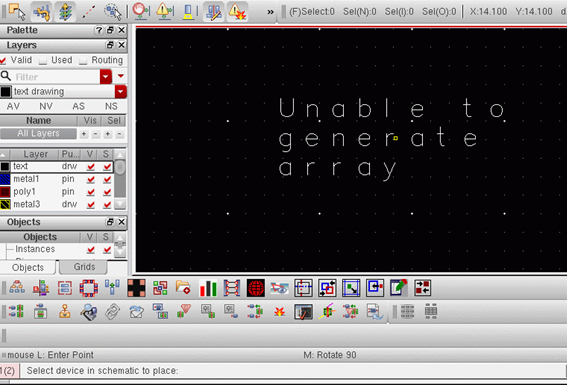 (F)Select:0 Sel(N):0 Sel(I):0 Sel(O):0 X:14.100 Y:14.100 d
Palette
Layers
Valid Used Routing
Filter
text drawing
AV NV AS NS
Name Vis Sel
All Layers
Layer Pu... V S
text drw
metal1 pin
poly1 pin
metal3 drw
Objects
Objects V S
Instances
Objects Grids
Unable to
generate
array
mouse L: Enter Point M: Rotate 90
1(2) Select device in schematic to place: